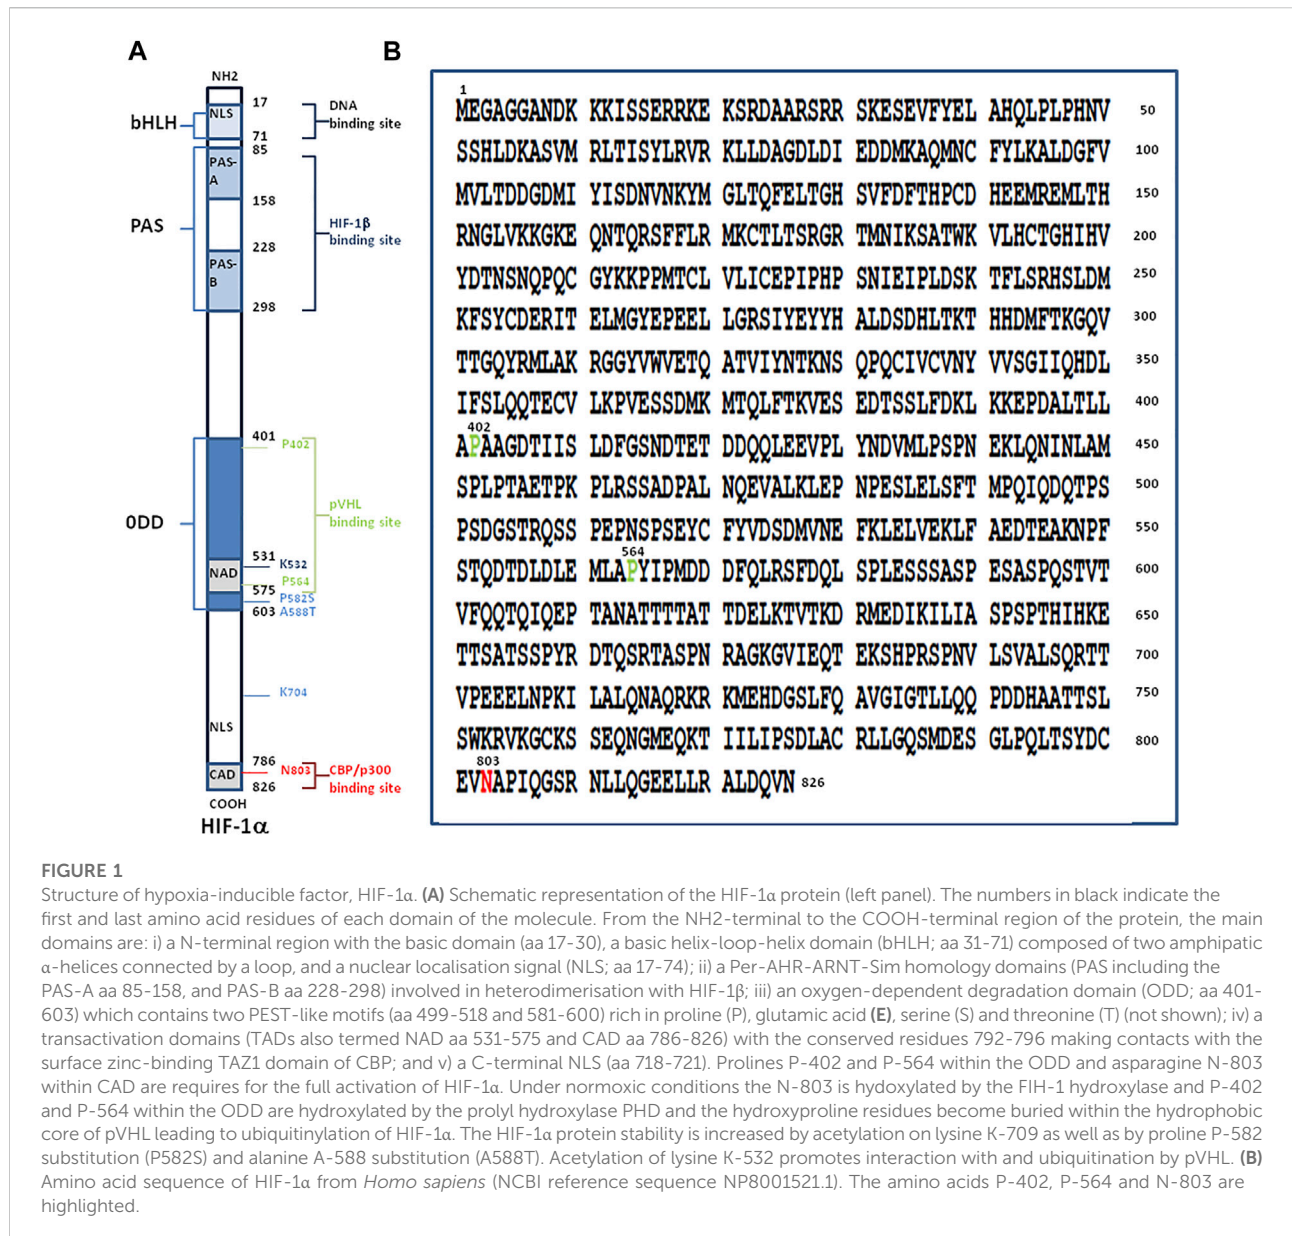 A
NH2
17
NLS
bHLH
DNA
binding site
71
85
PAS-
A
158
PAS
HIF-1β
binding site
228
PAS-
B
298
401
P402
pVHL
binding site
ODD
531
K532
NAD
P564
575
P582S
603 A588T
K704
NLS
786
CAD
N803
CBP/p300
binding site
826
COOH
HIF-1α
B
1
MEGAGGANDK KKISSERRKE KSRDAARSRR SKESEVFYEL AHQLPLPHNV 50
SSHLDKASVM RLTISYLRVR KLLDAGDLDI EDDMKAQMNC FYLKALDGFV 100
MVLTDDGDMI YISDNVNKYM GLTQFELTGH SVFDFTHPCD HEEMREMLTH 150
RNGLVKKGKE QNTQRSFFLR MKCTLTSRGR TMNIKSATWK VLHCTGHIHV 200
YDTNSNQPQC GYKKPPMTCL VLICEPIPHP SNIEIPLDSK TFLSRHSLDM 250
KFSYCDERIT ELMGYEPEEL LGRSIYEYYH ALDSDHLTKT HHDMFTKGQV 300
TTGQYRMLAK RGGYVWVETQ ATVIYNTKNS QPQCIVCVNY VVSGIIQHDL 350
IFSLQQTECV LKPVESSDMK MTQLFTKVES EDTSSLFDKL KKEPDALTLL 400
402
APAAGDTIIS LDFGSNDTET DDQQLEEVPL YNDVMLPSPN EKLQNINLAM 450
SPLPTAETPK PLRSSADPAL NQEVALKLEP NPESLELSFT MPQIQDQTPS 500
PSDGSTRQSS PEPNSPSEYC FYVDSDMVNE FKLELVEKLF AEDTEAKNPF 550
564
STQDTDLDLE MLAPYIPMDD DFQLRSFDQL SPLESSSASP ESASPQSTVT 600
VFQQTQIQEP TANATTTTAT TDELKTVTKD RMEDIKILIA SPSPTHIHKE 650
TTSATSSPYR DTQSRTASPN RAGKGVIEQT EKSHPRSPNV LSVALSQRTT 700
VPEEELNPKI LALQNAQRKR KMEHDGSLFQ AVGIGTLLQQ PDDHAATTSL 750
SWKRVKGCKS SEQNGMEQKT IILIPSDLAC RLLGQSMDES GLPQLTSYDC 800
803
EVNAPIQGSR NLLQGEELLR ALDQVN 826
FIGURE 1
Structure of hypoxia-inducible factor, HIF-1α. (A) Schematic representation of the HIF-1α protein (left panel). The numbers in black indicate the
first and last amino acid residues of each domain of the molecule. From the NH2-terminal to the COOH-terminal region of the protein, the main
domains are: i) a N-terminal region with the basic domain (aa 17-30), a basic helix-loop-helix domain (bHLH; aa 31-71) composed of two amphipatic
α-helices connected by a loop, and a nuclear localisation signal (NLS; aa 17-74); ii) a Per-AHR-ARNT-Sim homology domains (PAS including the
PAS-A aa 85-158, and PAS-B aa 228-298) involved in heterodimerisation with HIF-1β; iii) an oxygen-dependent degradation domain (ODD; aa 401-
603) which contains two PEST-like motifs (aa 499-518 and 581-600) rich in proline (P), glutamic acid (E), serine (S) and threonine (T) (not shown); iv) a
transactivation domains (TADs also termed NAD aa 531-575 and CAD aa 786-826) with the conserved residues 792-796 making contacts with the
surface zinc-binding TAZ1 domain of CBP; and v) a C-terminal NLS (aa 718-721). Prolines P-402 and P-564 within the ODD and asparagine N-803
within CAD are requires for the full activation of HIF-1α. Under normoxic conditions the N-803 is hydoxylated by the FIH-1 hydroxylase and P-402
and P-564 within the ODD are hydroxylated by the prolyl hydroxylase PHD and the hydroxyproline residues become buried within the hydrophobic
core of pVHL leading to ubiquitinylation of HIF-1α. The HIF-1α protein stability is increased by acetylation on lysine K-709 as well as by proline P-582
substitution (P582S) and alanine A-588 substitution (A588T). Acetylation of lysine K-532 promotes interaction with and ubiquitination by pVHL. (B)
Amino acid sequence of HIF-1α from Homo sapiens (NCBI reference sequence NP8001521.1). The amino acids P-402, P-564 and N-803 are
highlighted.